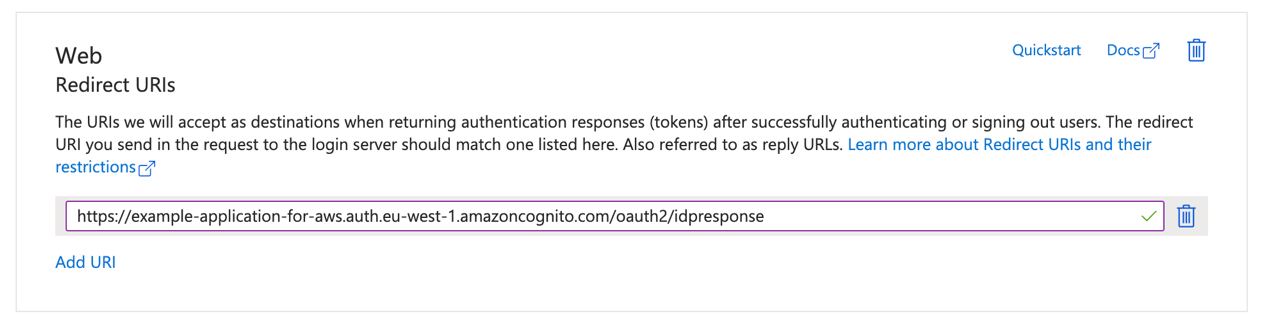 Web
Quickstart Docs
Redirect URIs
The URIs we will accept as destinations when returning authentication responses (tokens) after successfully authenticating or signing out users. The redirect
URI you send in the request to the login server should match one listed here. Also referred to as reply URLs. Learn more about Redirect URIs and their
restrictions
https://example-application-for-aws.auth.eu-west-1.amazoncognito.com/oauth2/idpresponse
Add URI